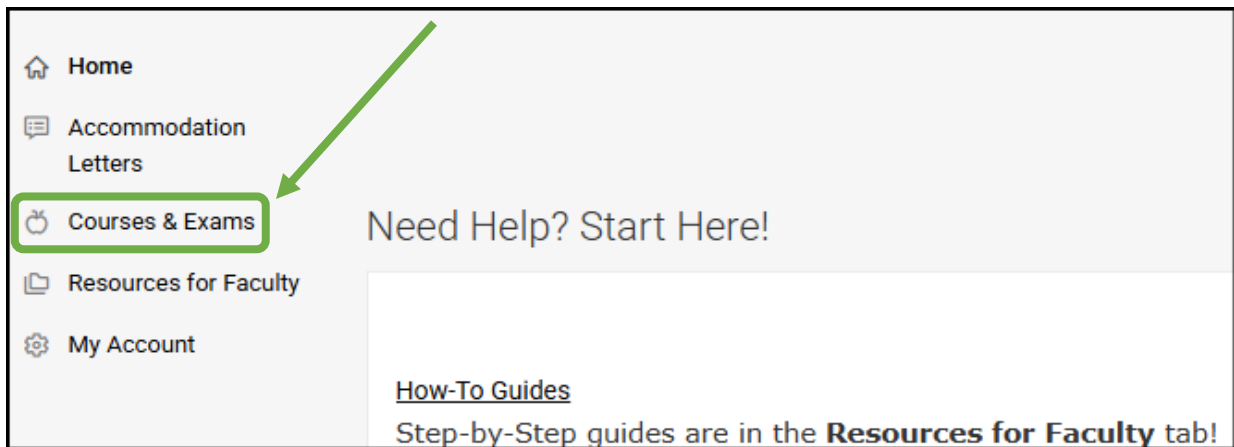 Home
Accommodation
Letters
Courses & Exams
Resources for Faculty
My Account
Need Help? Start Here!
How-To Guides
Step-by-Step guides are in the Resources for Faculty tab!